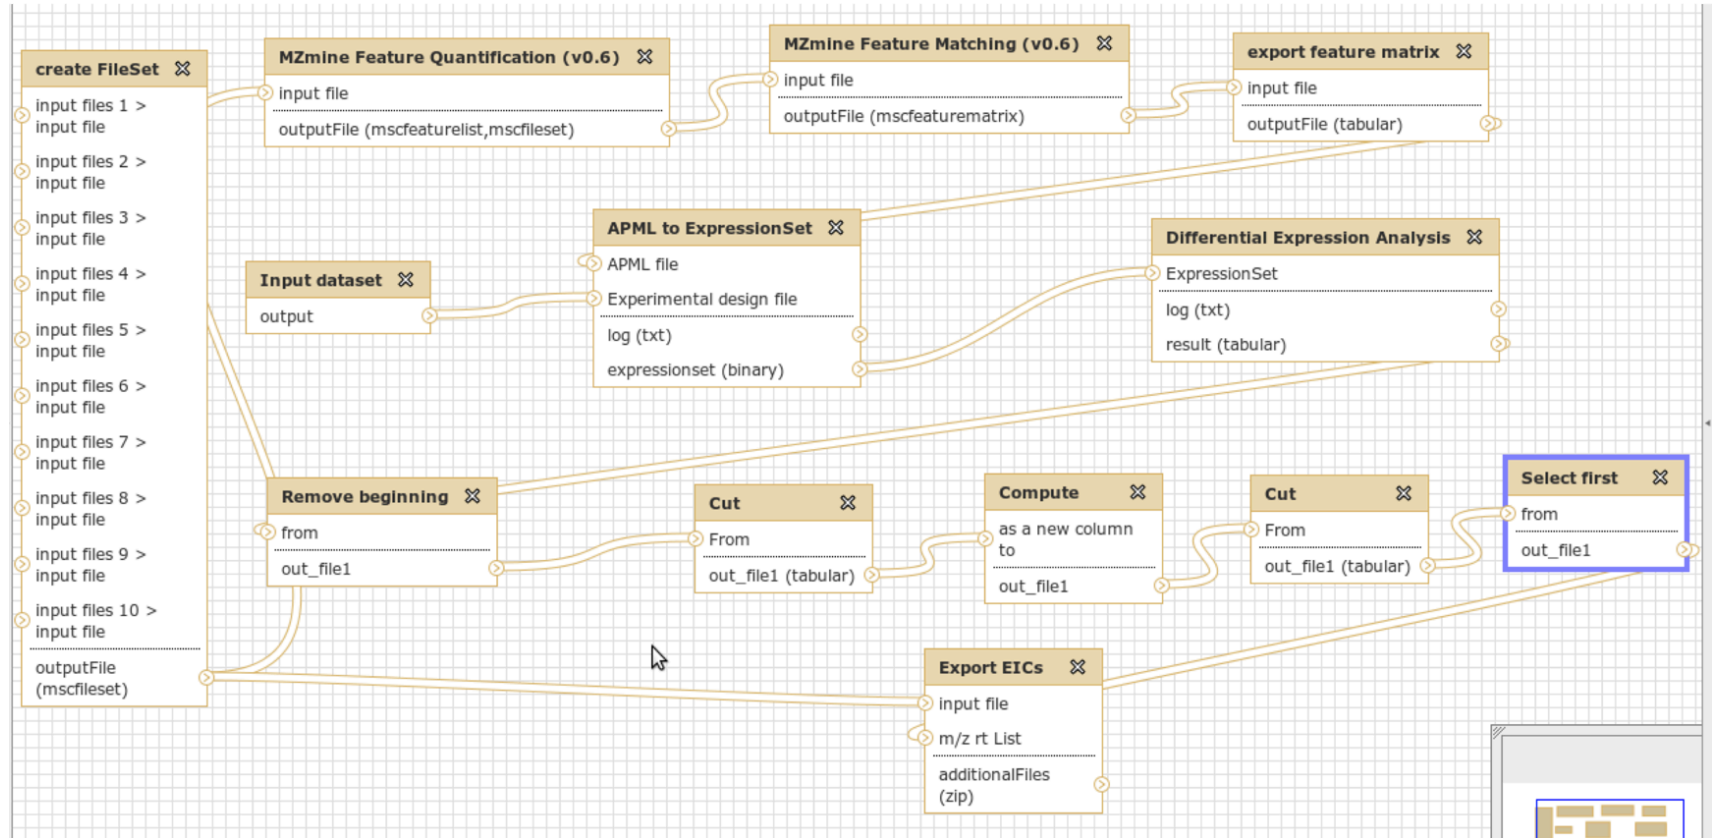 create FileSet
input files 1 >
input file
input files 2 >
input file
input files 3 >
input file
input files 4 >
input file
input files 5 >
input file
input files 6 >
input file
input files 7 >
input file
input files 8 >
input file
input files 9 >
input file
input files 10 >
input file
outputFile
(mscfileset)
MZmine Feature Quantification (v0.6)
input file
outputFile (mscfeaturelist,mscfileset)
MZmine Feature Matching (v0.6)
input file
outputFile (mscfeaturematrix)
export feature matrix
input file
outputFile (tabular)
Input dataset
output
APML to ExpressionSet
APML file
Experimental design file
log (txt)
expressionset (binary)
Differential Expression Analysis
ExpressionSet
log (txt)
result (tabular)
Remove beginning
from
out_file1
Cut
From
out_file1 (tabular)
Compute
as a new column
to
out_file1
Cut
From
out_file1 (tabular)
Select first
from
out_file1
Export EICs
input file
m/z rt List
additionalFiles
(zip)